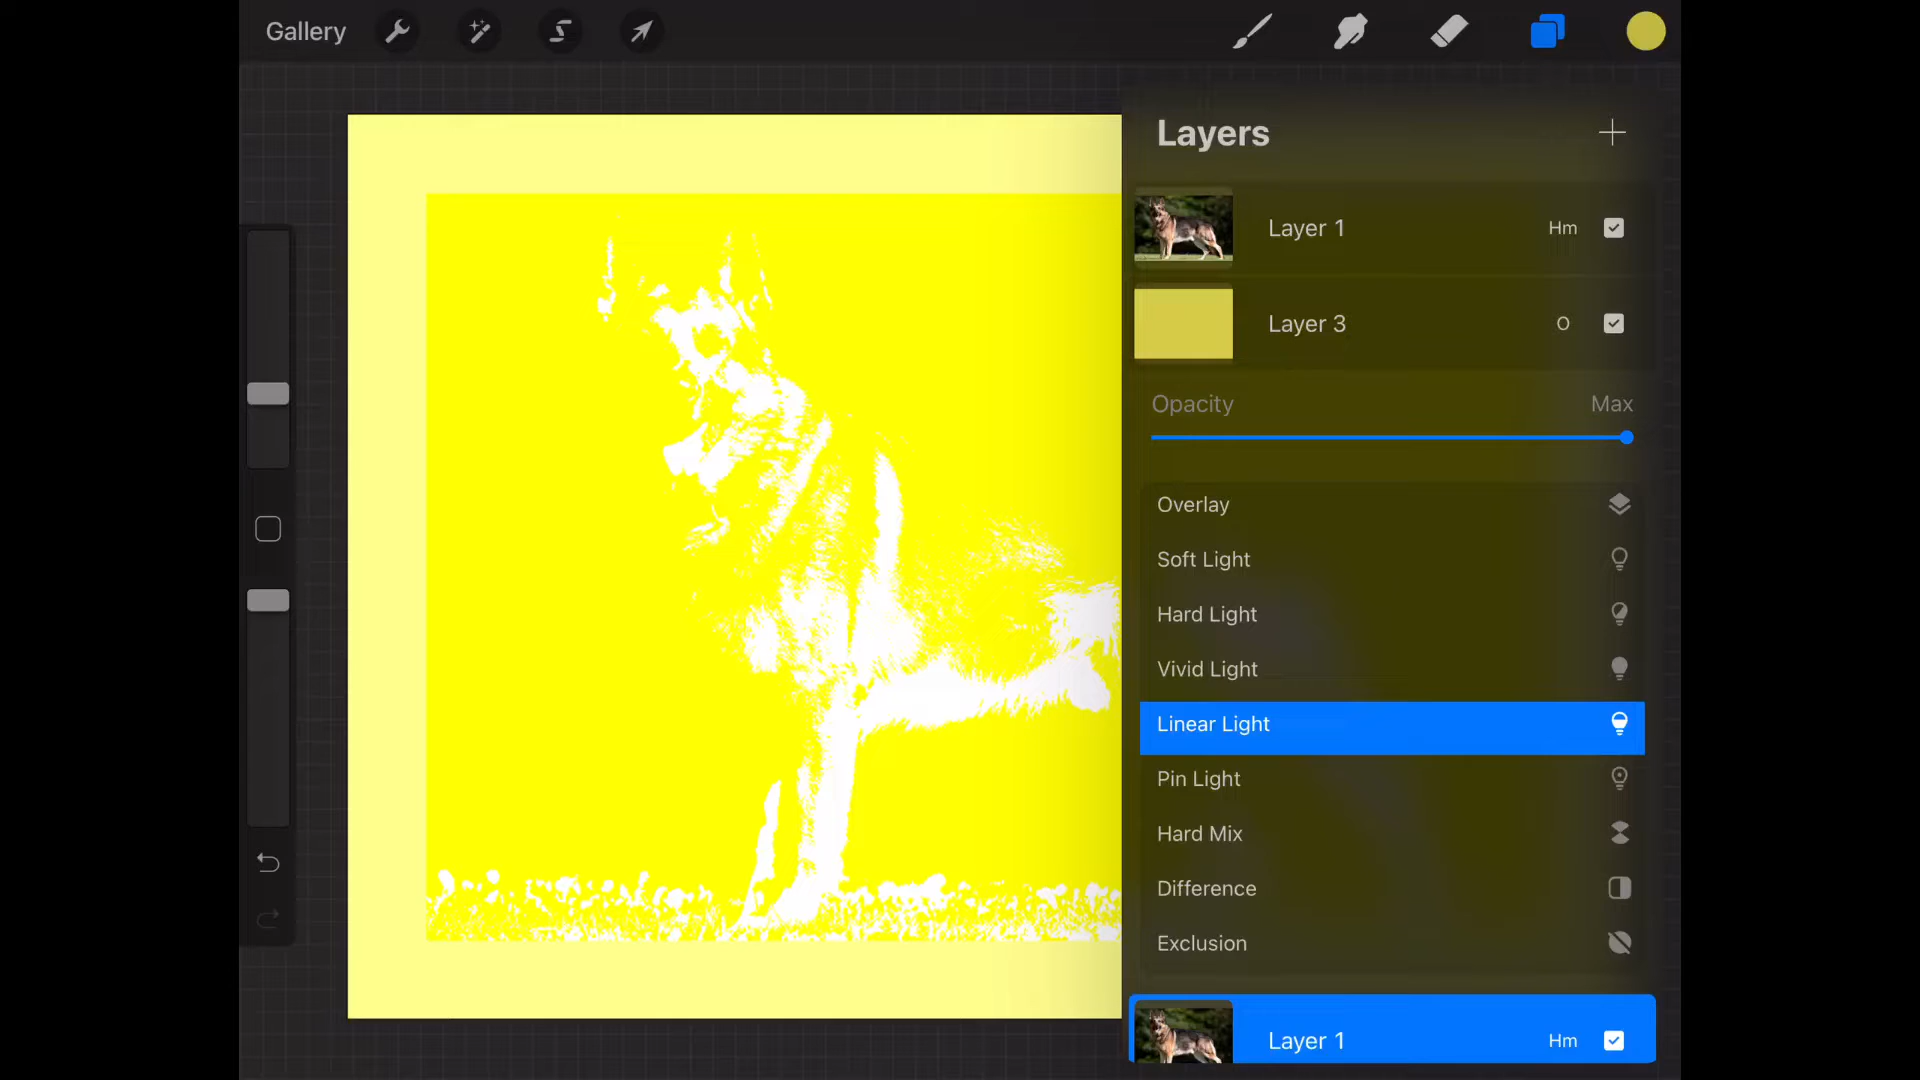 Gallery
Layers
Layer 1 Hm
Layer 3 O
Opacity Max
Overlay
Soft Light
Hard Light
Vivid Light
Linear Light
Pin Light
Hard Mix
Difference
Exclusion
Layer 1 Hm